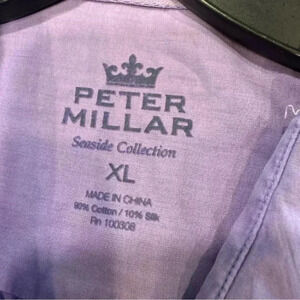 PETER
MILLAR
Seaside Collection
XL
MADE IN CHINA
90% Cotton / 10% Silk
Rn 100308